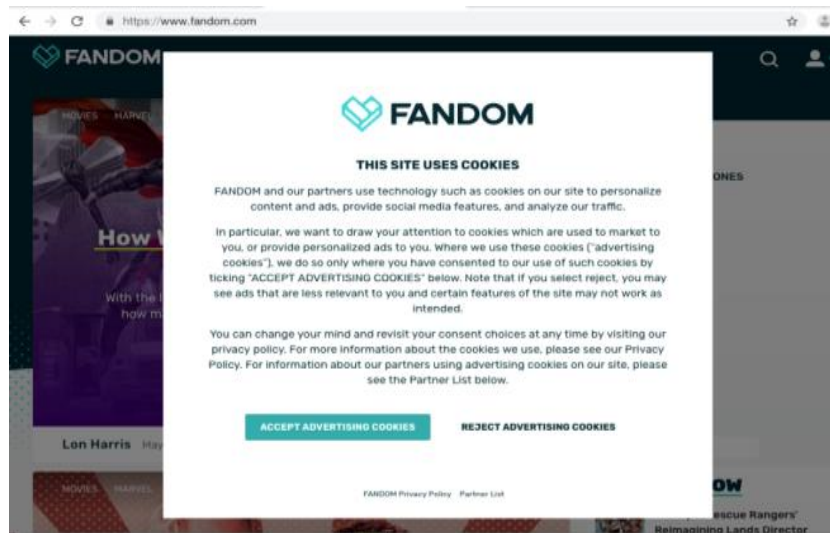 https://www.fandom.com
FANDOM
MOVIES MARVEL
ONES
How
With the
how m
Lon Harris
MOVIES MARVEL
FANDOM
THIS SITE USES COOKIES
FANDOM and our partners use technology such as cookies on our site to personalize
content and ads, provide social media features, and analyze our traffic.
In particular, we want to draw your attention to cookies which are used to market to
you, or provide personalized ads to you. Where we use these cookies ("advertising
cookies"), we do so only where you have consented to our use of such cookies by
ticking "ACCEPT ADVERTISING COOKIES" below. Note that if you select reject, you may
see ads that are less relevant to you and certain features of the site may not work as
intended.
You can change your mind and revisit your consent choices at any time by visiting our
privacy policy. For more information about the cookies we use, please see our Privacy
Policy. For information about our partners using advertising cookies on our site, please
see the Partner List below.
ACCEPT ADVERTISING COOKIES REJECT ADVERTISING COOKIES
FANDOM Privacy Policy Partner List
OW
escue Rangers'
Reimagining Lands Director